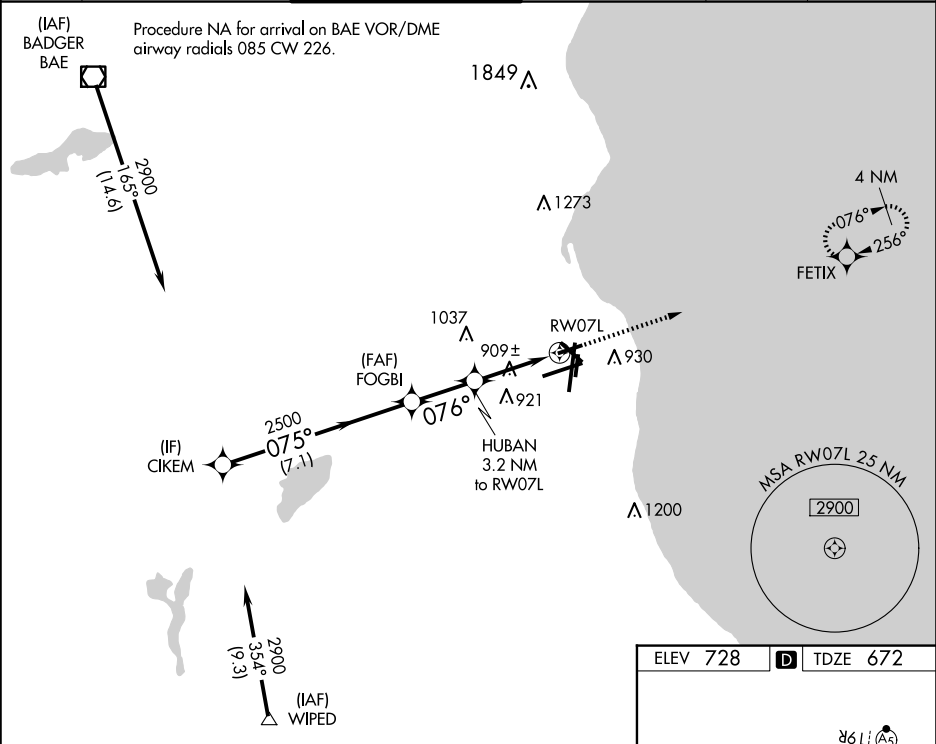 (IAF)
BADGER
BAE
Procedure NA for arrival on BAE VOR/DME
airway radials 085 CW 226.
1849
2900
165°
(14.6)
1273
4 NM
076°
256°
FETIX
1037
RW07L
909±
930
(FAF)
FOGBI
921
076°
2500
075°
(7.1)
(IF)
CIKEM
HUBAN
3.2 NM
to RW07L
MSA RW07L 25 NM
2900
1200
2900
354°
(9.3)
(IAF)
WIPED
ELEV 728 D TDZE 672
19R
A5